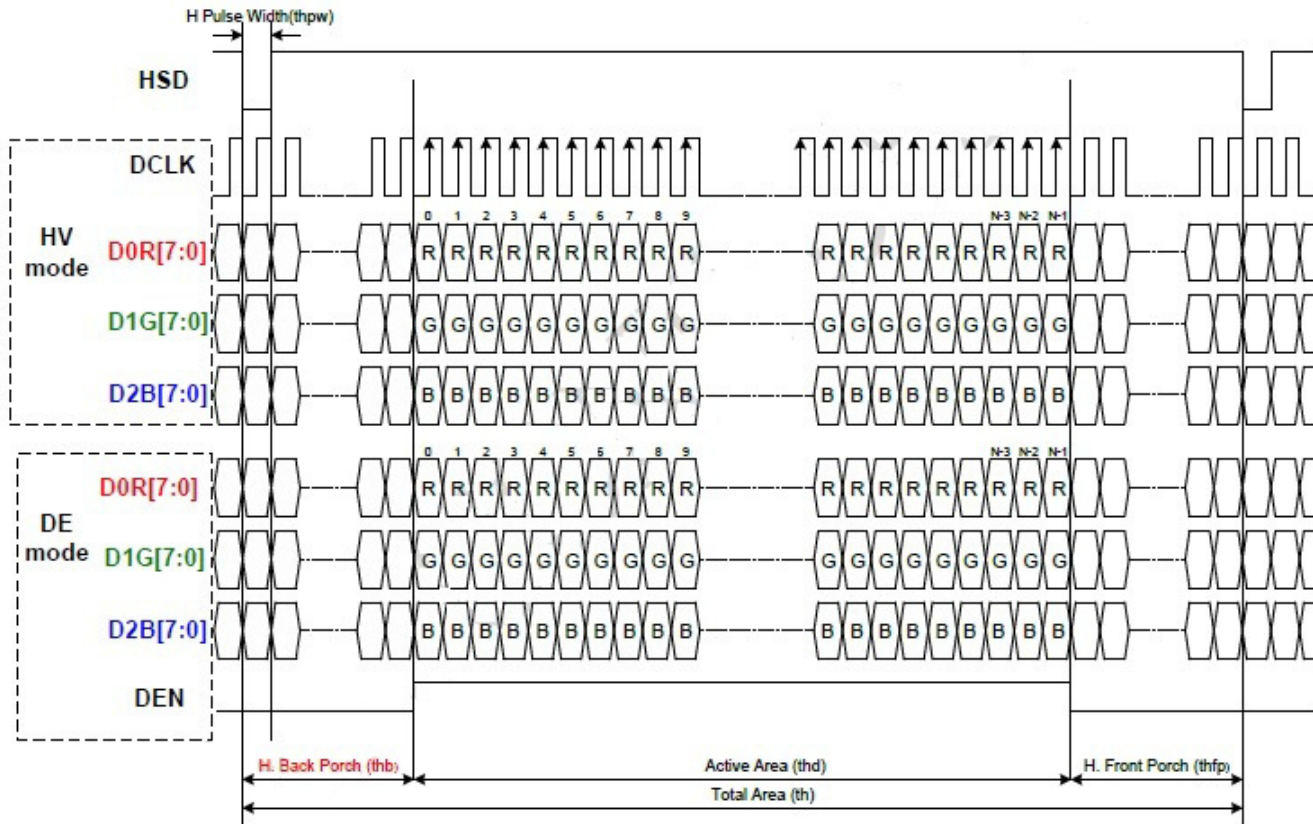 H Pulse Width(thpw)
HSD
DCLK
0 1 2 3 4 5 6 7 8 9 N-3 N-2 N-1
HV
mode
D0R[7:0]
R R R R R R R R R R R R R R R R R R R
D1G[7:0]
G G G G G G G G G G G G G G G G G G G
D2B[7:0]
B B B B B B B B B B B B B B B B B B B
0 1 2 3 4 5 6 7 8 9 N-3 N-2 N-1
D0R[7:0]
R R R R R R R R R R R R R R R R R R R
DE
mode
D1G[7:0]
G G G G G G G G G G G G G G G G G G G
D2B[7:0]
B B B B B B B B B B B B B B B B B B B
DEN
H. Back Porch (thb)
Active Area (thd)
H. Front Porch (thfp)
Total Area (th)